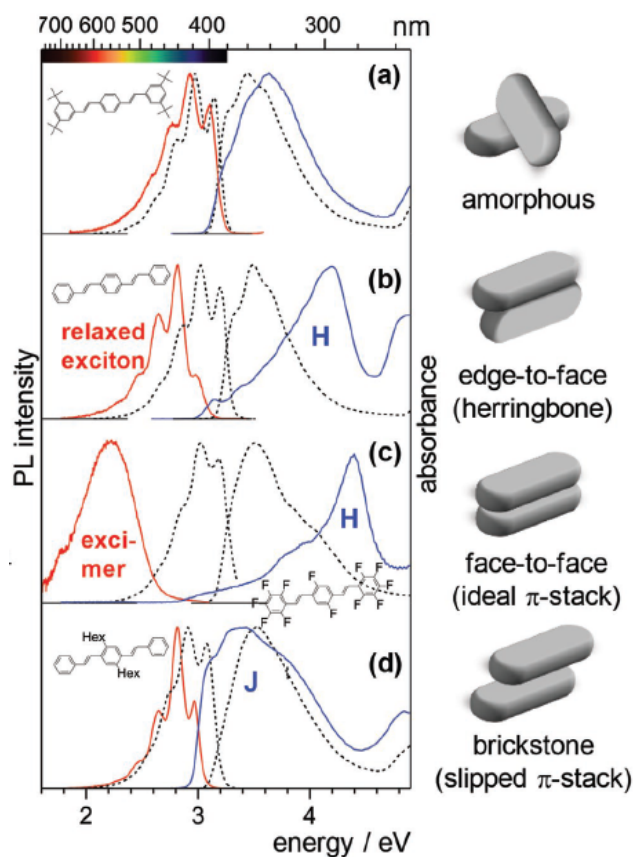 700 600 500 400 300 nm
(a)
amorphous
(b)
relaxed
exciton
H
edge-to-face
(herringbone)
PL intensity
absorbance
(c)
H
exci-
mer
F F F F F F F F F F F F
face-to-face
(ideal π-stack)
Hex
Hex
(d)
J
brickstone
(slipped π-stack)
2 3 4
energy / eV